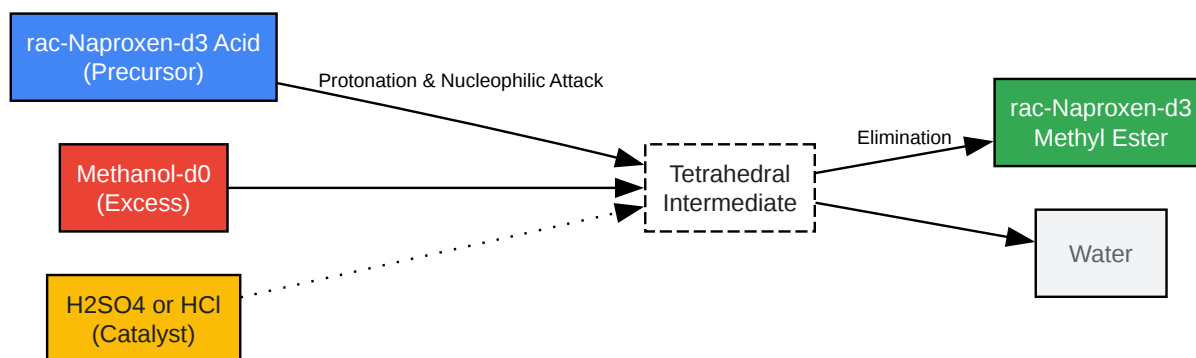 rac-Naproxen-d3 Acid
(Precursor)
Protonation & Nucleophilic Attack
Methanol-d0
(Excess)
H2SO4 or HCl
(Catalyst)
Tetrahedral
Intermediate
Elimination
rac-Naproxen-d3
Methyl Ester
Water